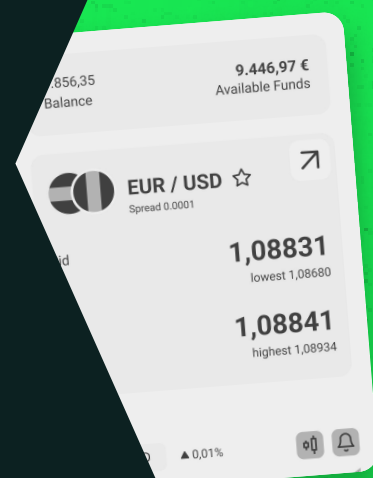 .856,35
Balance
9.446,97 €
Available Funds
EUR / USD
Spread 0.0001
id
1,08831
lowest 1,08680
1,08841
highest 1,08934
▲ 0,01%